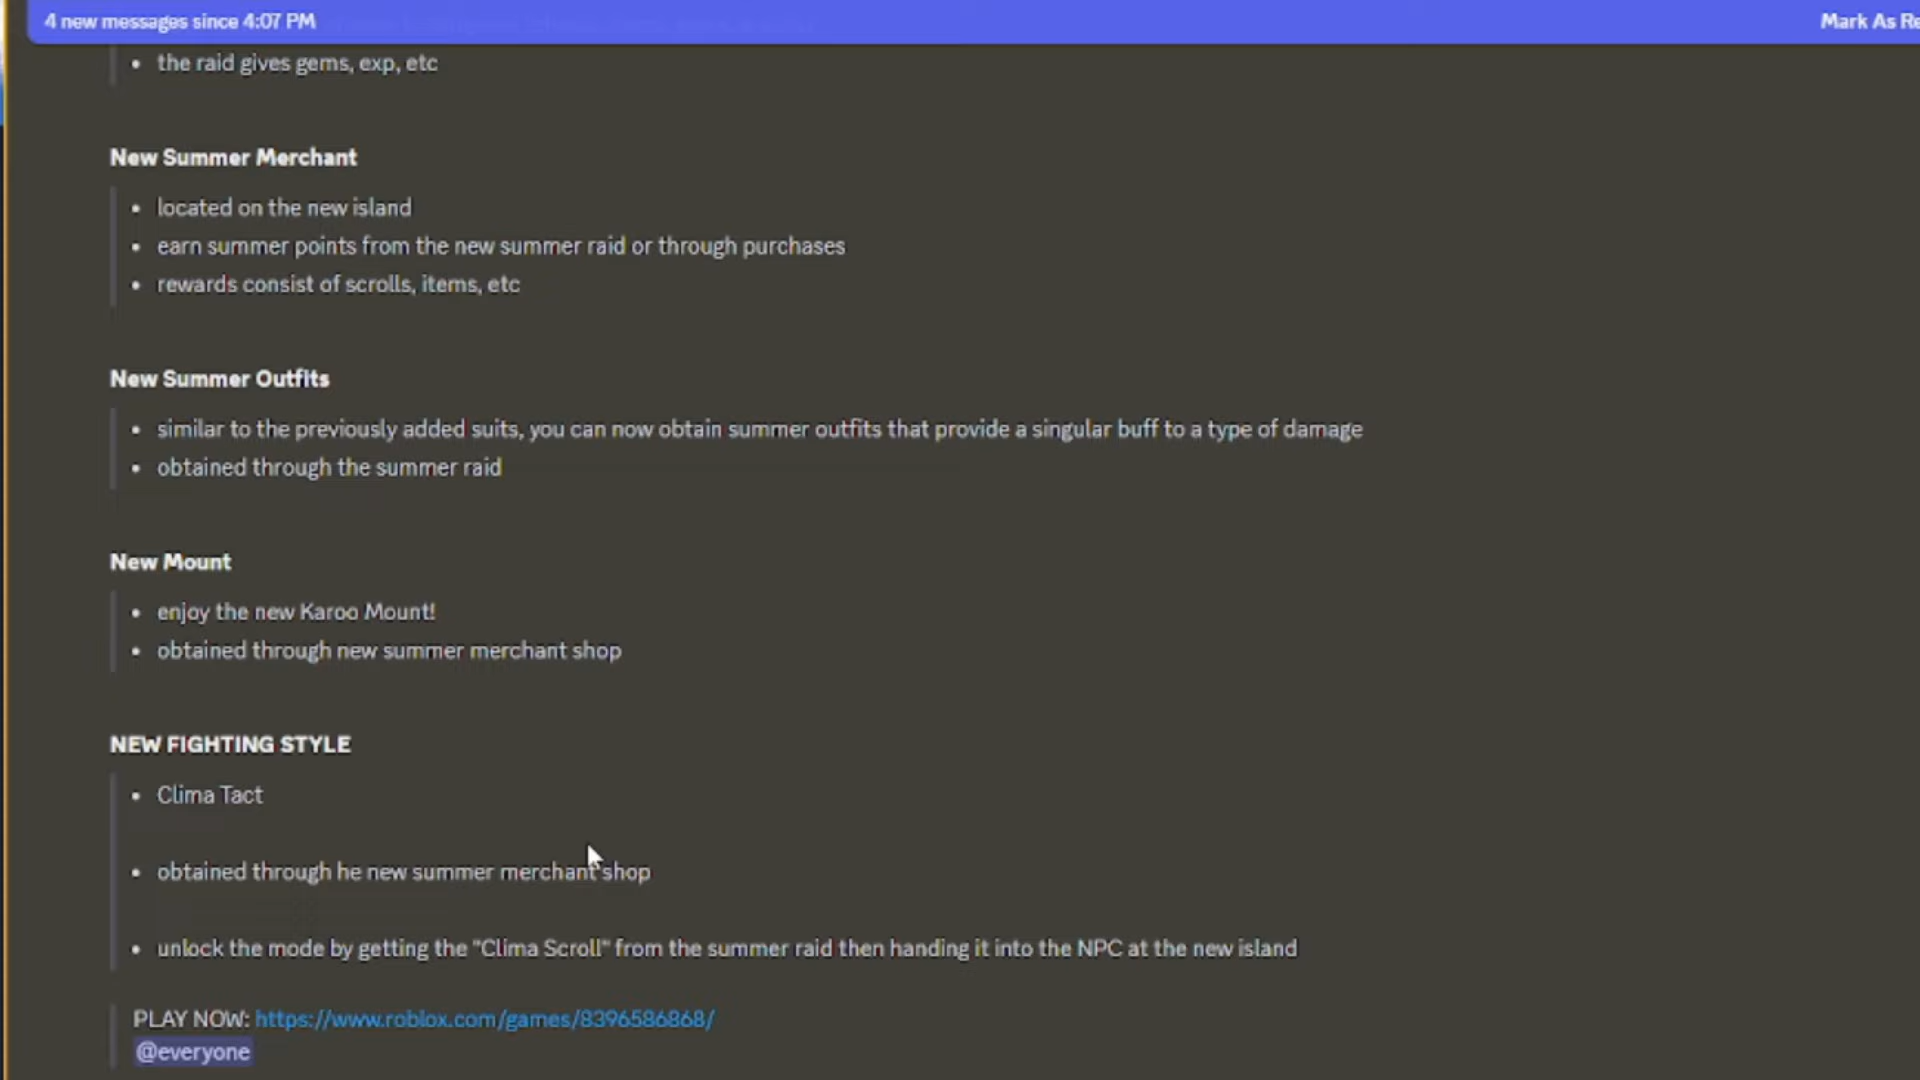 4 new messages since 4:07 PM
Mark As Re
the raid gives gems, exp, etc
New Summer Merchant
located on the new island
earn summer points from the new summer raid or through purchases
rewards consist of scrolls, items, etc
New Summer Outfits
similar to the previously added suits, you can now obtain summer outfits that provide a singular buff to a type of damage
obtained through the summer raid
New Mount
enjoy the new Karoo Mount!
obtained through new summer merchant shop
NEW FIGHTING STYLE
Clima Tact
obtained through he new summer merchant shop
unlock the mode by getting the "Clima Scroll" from the summer raid then handing it into the NPC at the new island
PLAY NOW: https://www.roblox.com/games/8396586868/
@everyone